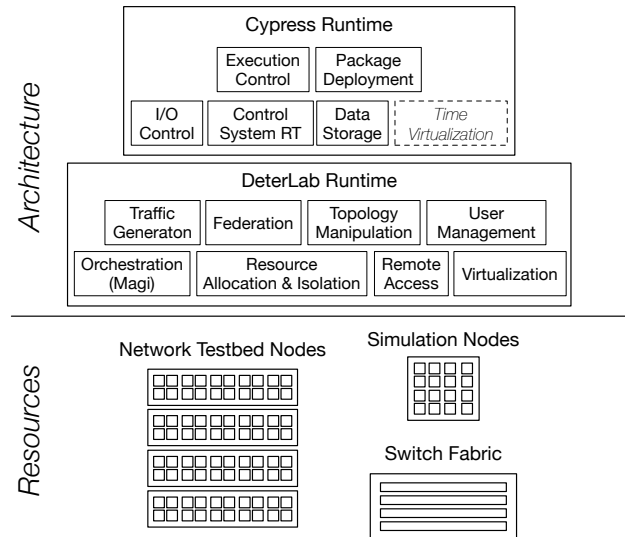 Architecture
Cypress Runtime
Execution
Control
Package
Deployment
I/O
Control
Control
System RT
Data
Storage
Time
Virtualization
DeterLab Runtime
Traffic
Generaton
Federation
Topology
Manipulation
User
Management
Orchestration
(Magi)
Resource
Allocation & Isolation
Remote
Access
Virtualization
Resources
Network Testbed Nodes
Simulation Nodes
Switch Fabric